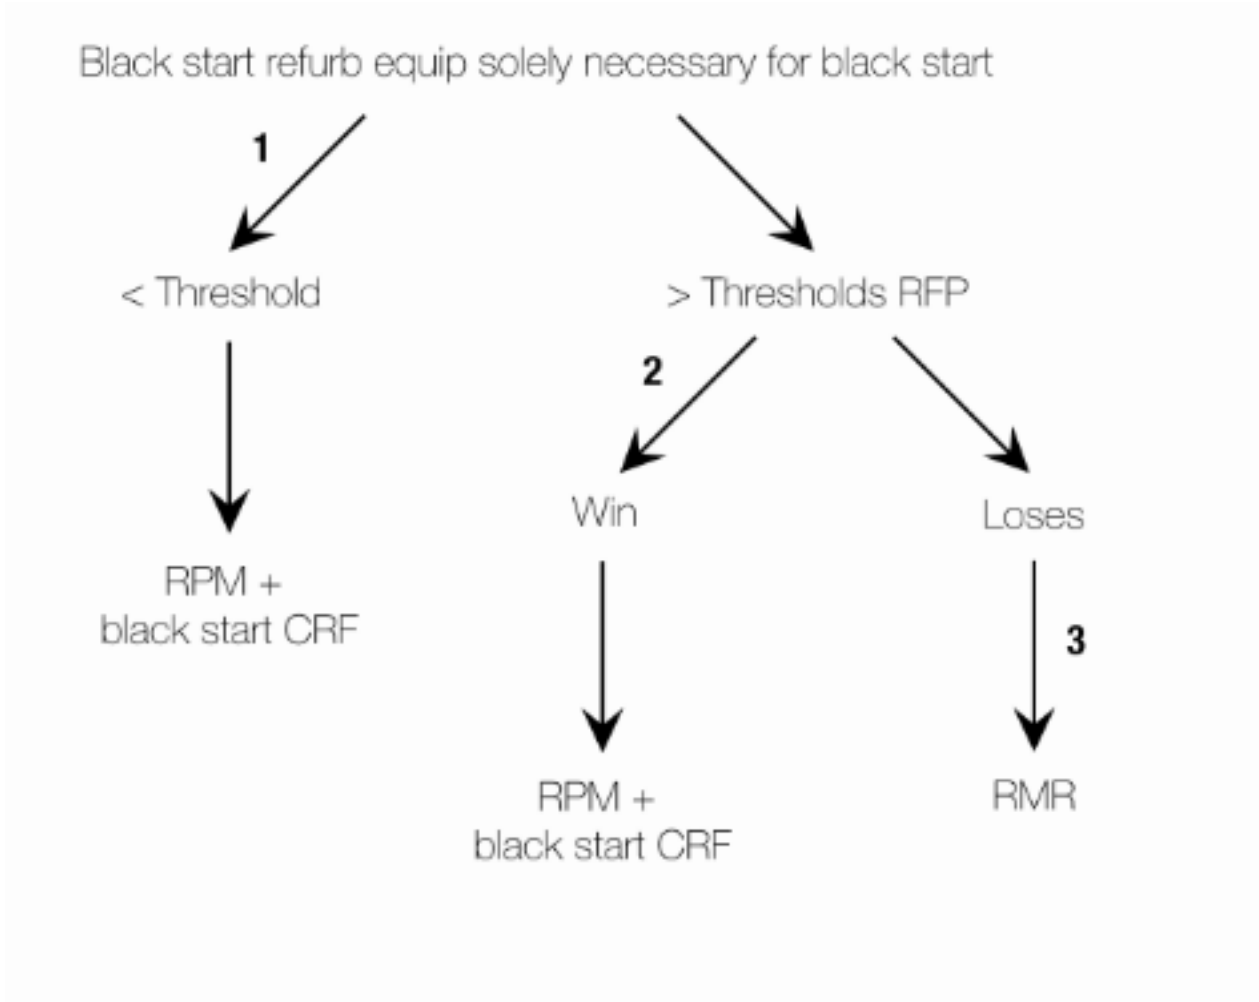 Black start refurb equip solely necessary for black start
1
< Threshold
> Thresholds RFP
2
Win
Loses
RPM +
black start CRF
3
RPM +
black start CRF
RMR